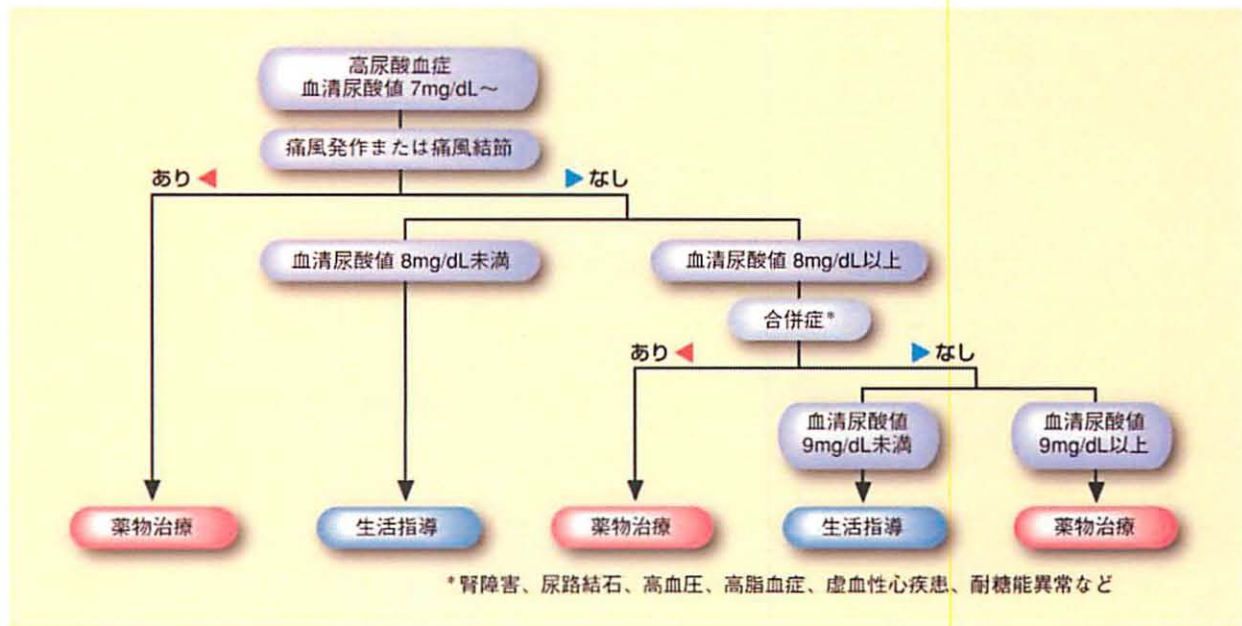 高尿酸血症
血清尿酸値 7mg/dL～
痛風発作または痛風結節
あり
なし
血清尿酸値 8mg/dL未満
血清尿酸値 8mg/dL以上
合併症*
あり
なし
血清尿酸値
9mg/dL未満
血清尿酸値
9mg/dL以上
薬物治療
生活指導
薬物治療
生活指導
薬物治療
*腎障害、尿路結石、高血圧、高脂血症、虚血性心疾患、耐糖能異常など